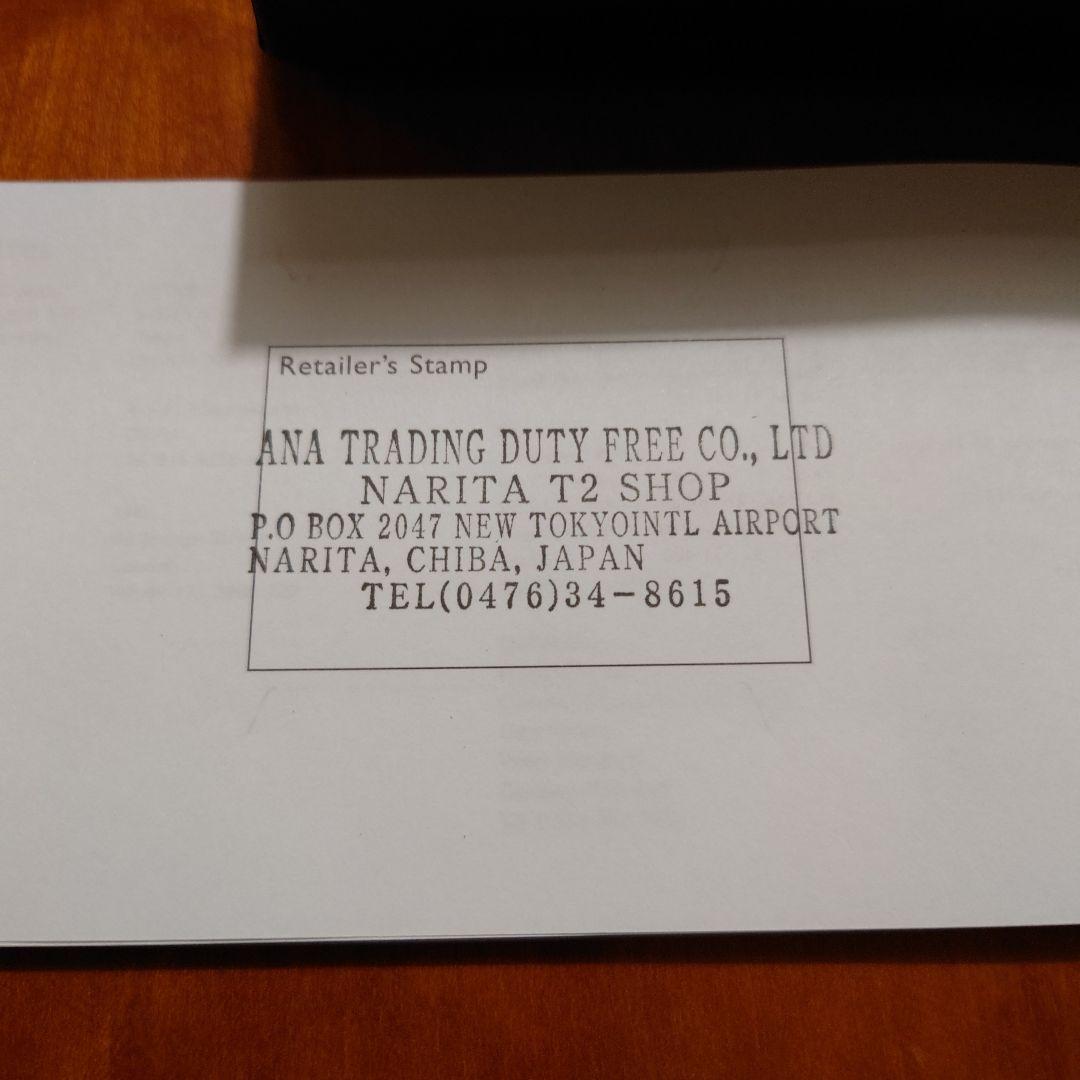 Retailer's Stamp
ANA TRADING DUTY FREE CO., LTD
NARITA T2 SHOP
P.O BOX 2047 NEW TOKYOINTL AIRPORT
NARITA, CHIBA, JAPAN
TEL(0476)34-8615